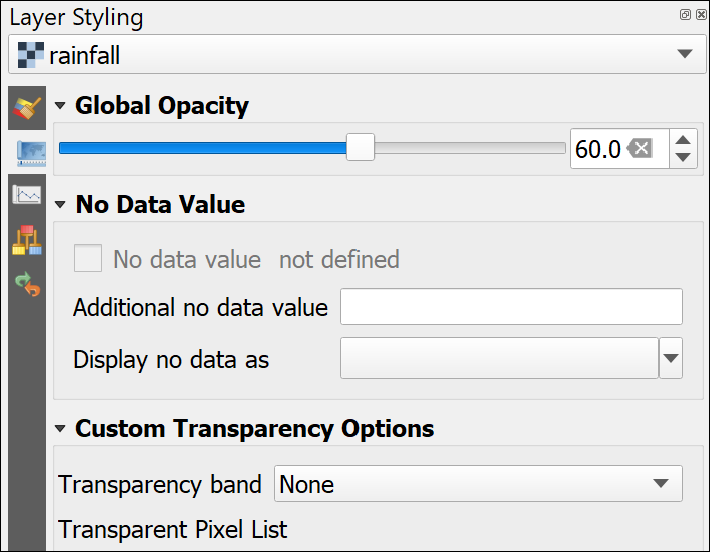 Layer Styling
rainfall
Global Opacity
60.0
No Data Value
No data value not defined
Additional no data value
Display no data as
Custom Transparency Options
Transparency band None
Transparent Pixel List